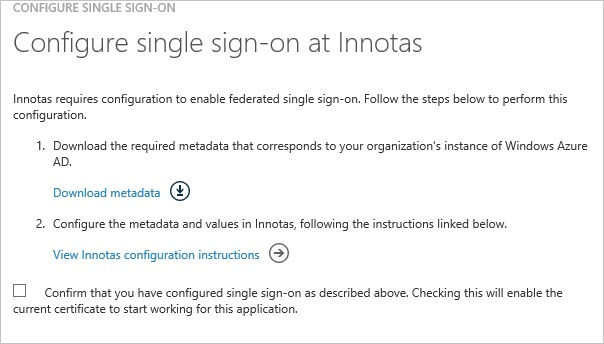 CONFIGURE SINGLE SIGN-ON
Configure single sign-on at Innotas
Innotas requires configuration to enable federated single sign-on. Follow the steps below to perform this
configuration.
1. Download the required metadata that corresponds to your organization's instance of Windows Azure
AD.
Download metadata
2. Configure the metadata and values in Innotas, following the instructions linked below.
View Innotas configuration instructions
Confirm that you have configured single sign-on as described above. Checking this will enable the
current certificate to start working for this application.